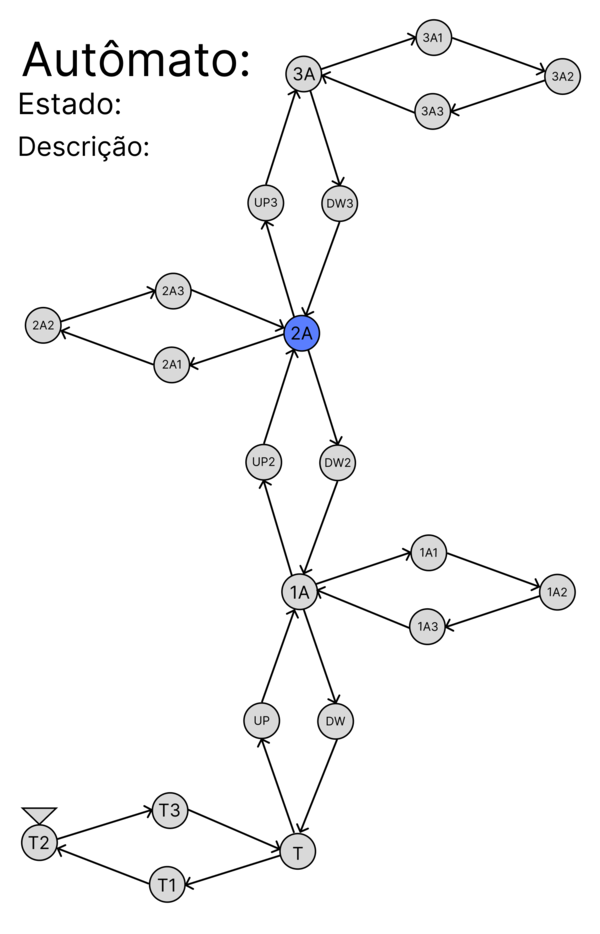 Autômato:
Estado:
Descrição:
3A1
3A
3A2
3A3
UP3
DW3
2A3
2A2
2A
2A1
UP2
DW2
1A1
1A
1A2
1A3
UP
DW
T3
T2
T
T1